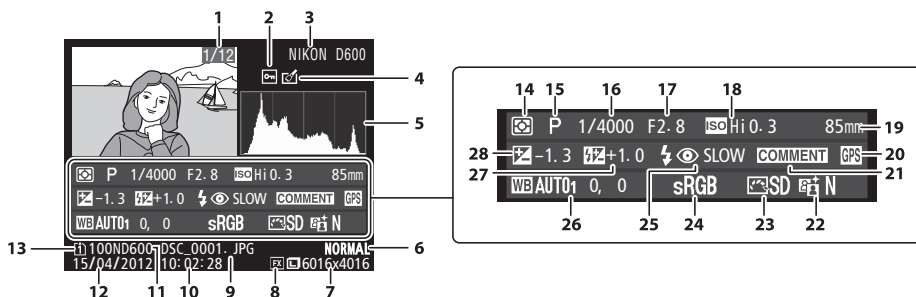 1 2 3
1/12 NIKON D600
4
5
P 1/4000 F2.8 ISO Hi 0.3 85mm
-1.3 +1.0 SLOW COMMENT GPS
WB AUTO1 0, 0 sRGB SD N
13 1 100ND600 DSC_0001. JPG NORMAL 6
15/04/2012 10:02:28 FX 6016x4016
12 11 10 9 8 7
14 15 16 17 18
P 1/4000 F2.8 ISO Hi 0.3 85mm 19
28 -1.3 +1.0 SLOW COMMENT GPS 20
27 21
WB AUTO1 0, 0 sRGB SD N
26 25 24 23 22